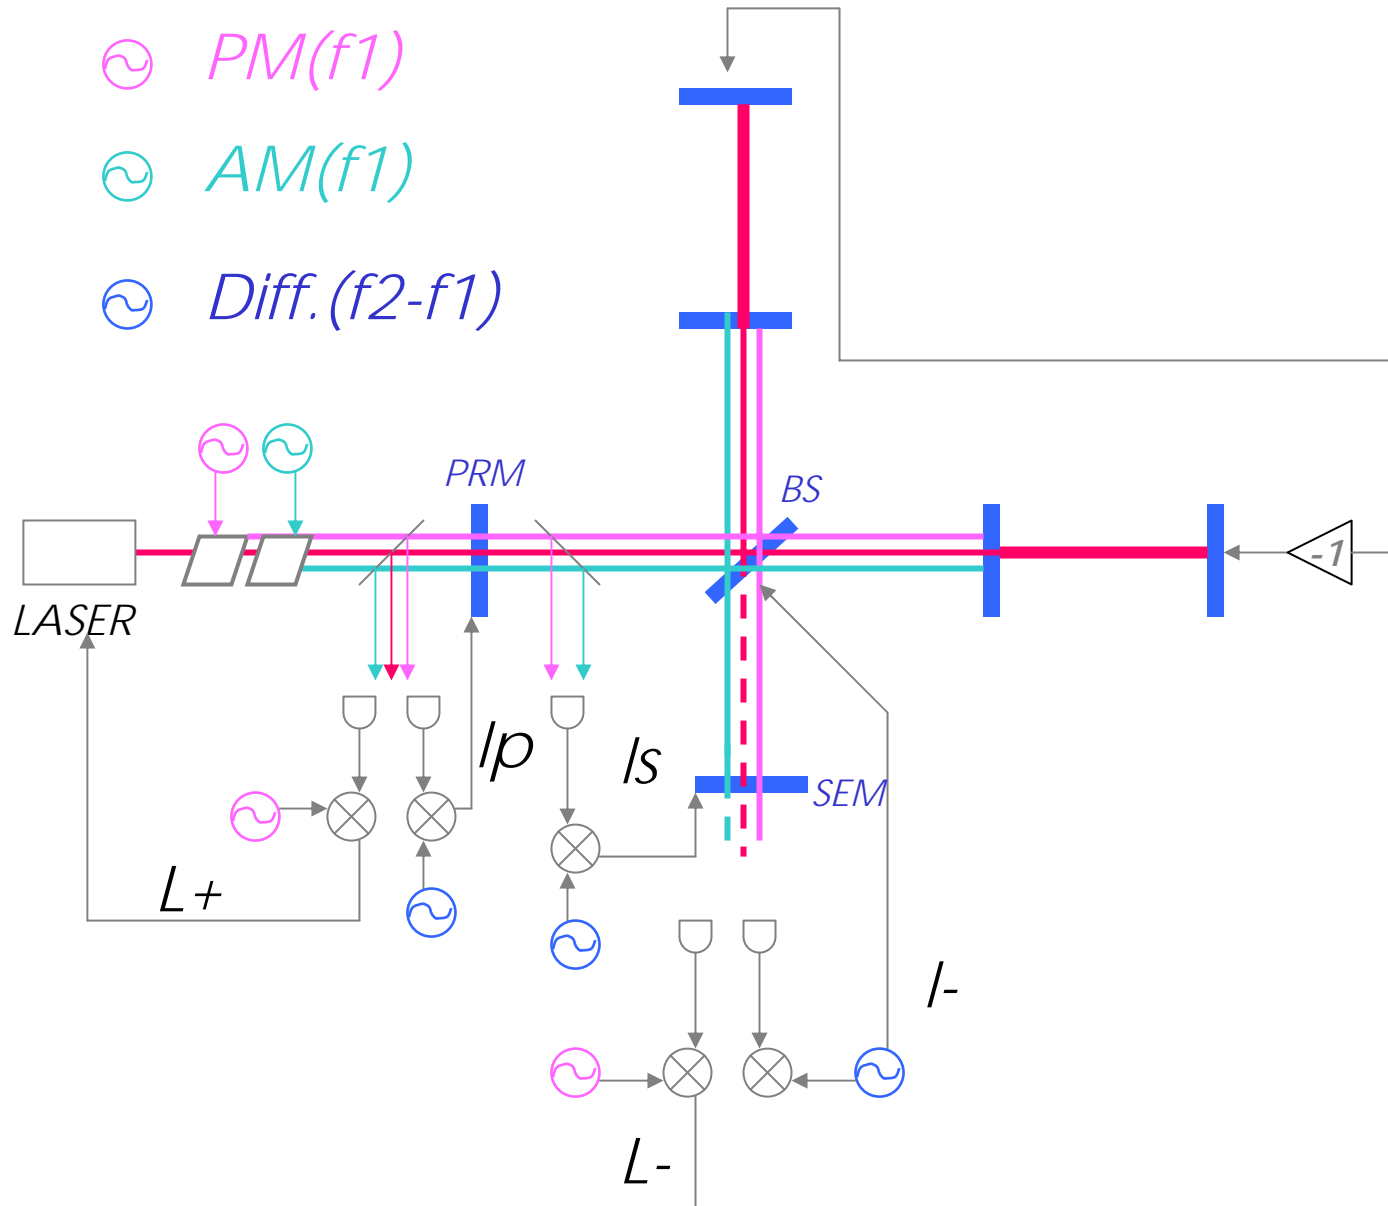 PM(f1)
AM(f1)
Diff.(f2-f1)
PRM
BS
-1
LASER
lp
ls
SEM
L+
l-
L-